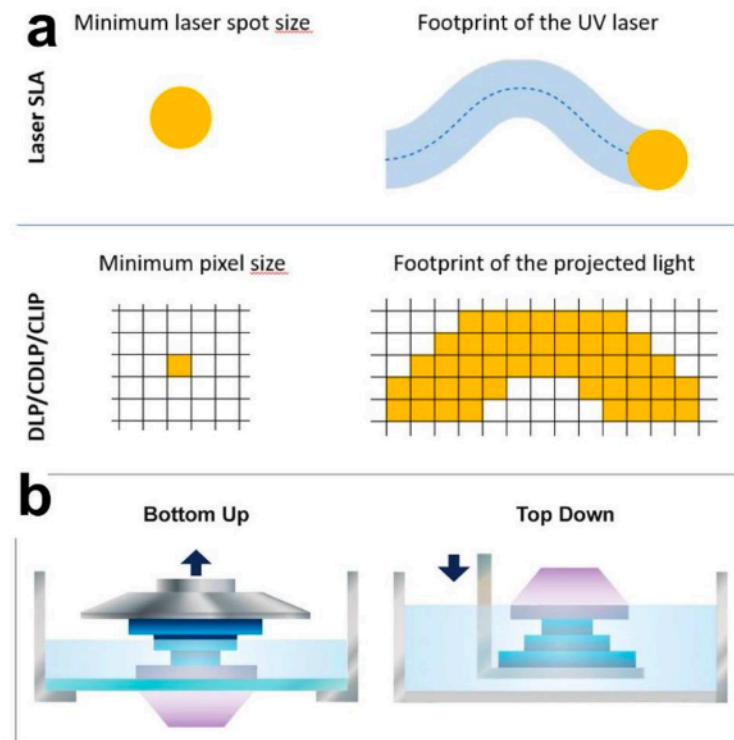 a
Minimum laser spot size
Footprint of the UV laser
Laser SLA
Minimum pixel size
Footprint of the projected light
DLP/CDLP/CLIP
b
Bottom Up
Top Down